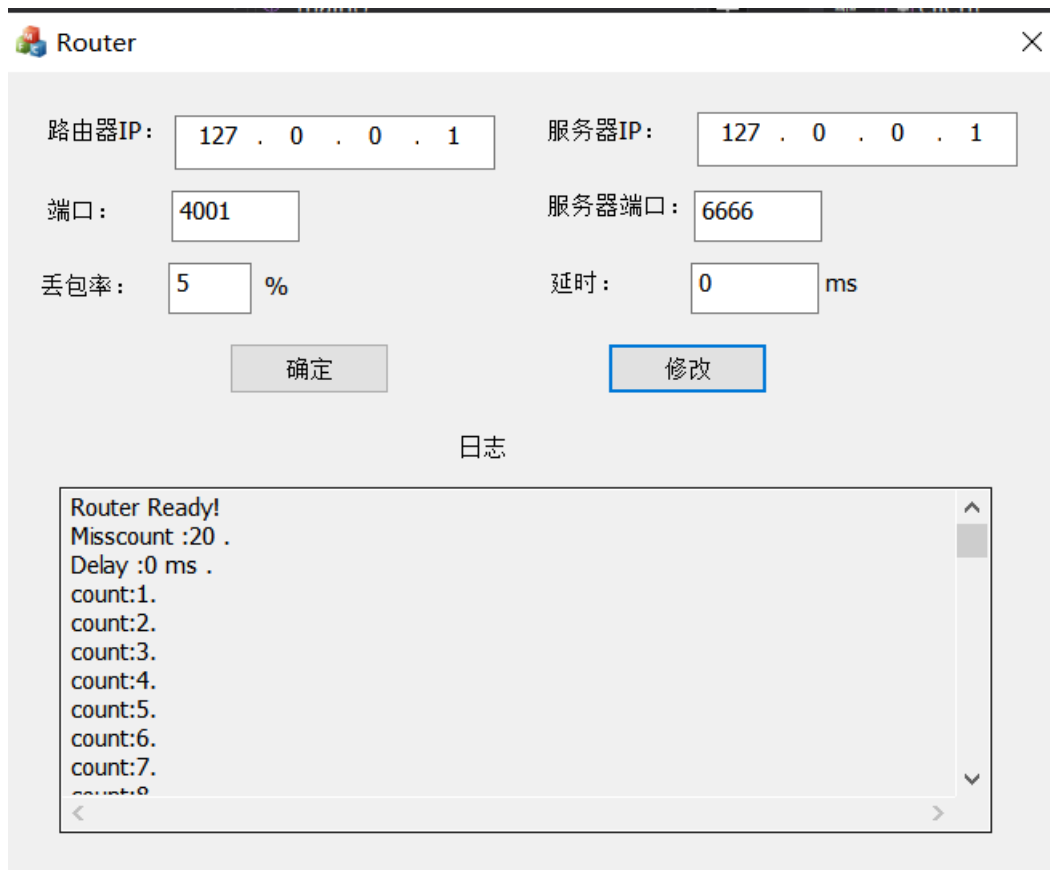 Router
路由器IP： 127 . 0 . 0 . 1 服务器IP： 127 . 0 . 0 . 1
端口： 4001 服务器端口： 6666
丢包率： 5 % 延时： 0 ms
确定 修改
日志
Router Ready!
Misscount :20 .
Delay :0 ms .
count:1.
count:2.
count:3.
count:4.
count:5.
count:6.
count:7.